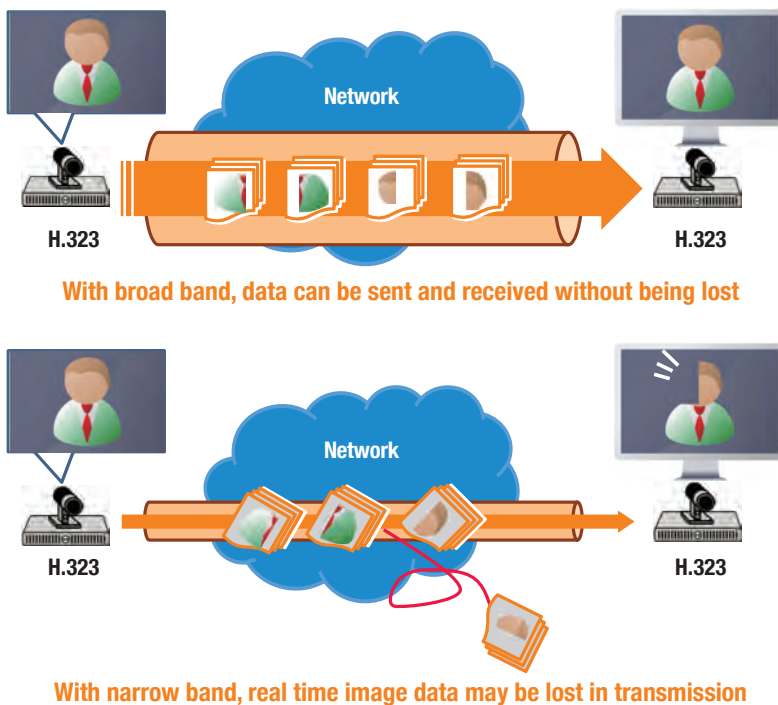 Network
H.323
H.323
With broad band, data can be sent and received without being lost
Network
H.323
H.323
With narrow band, real time image data may be lost in transmission